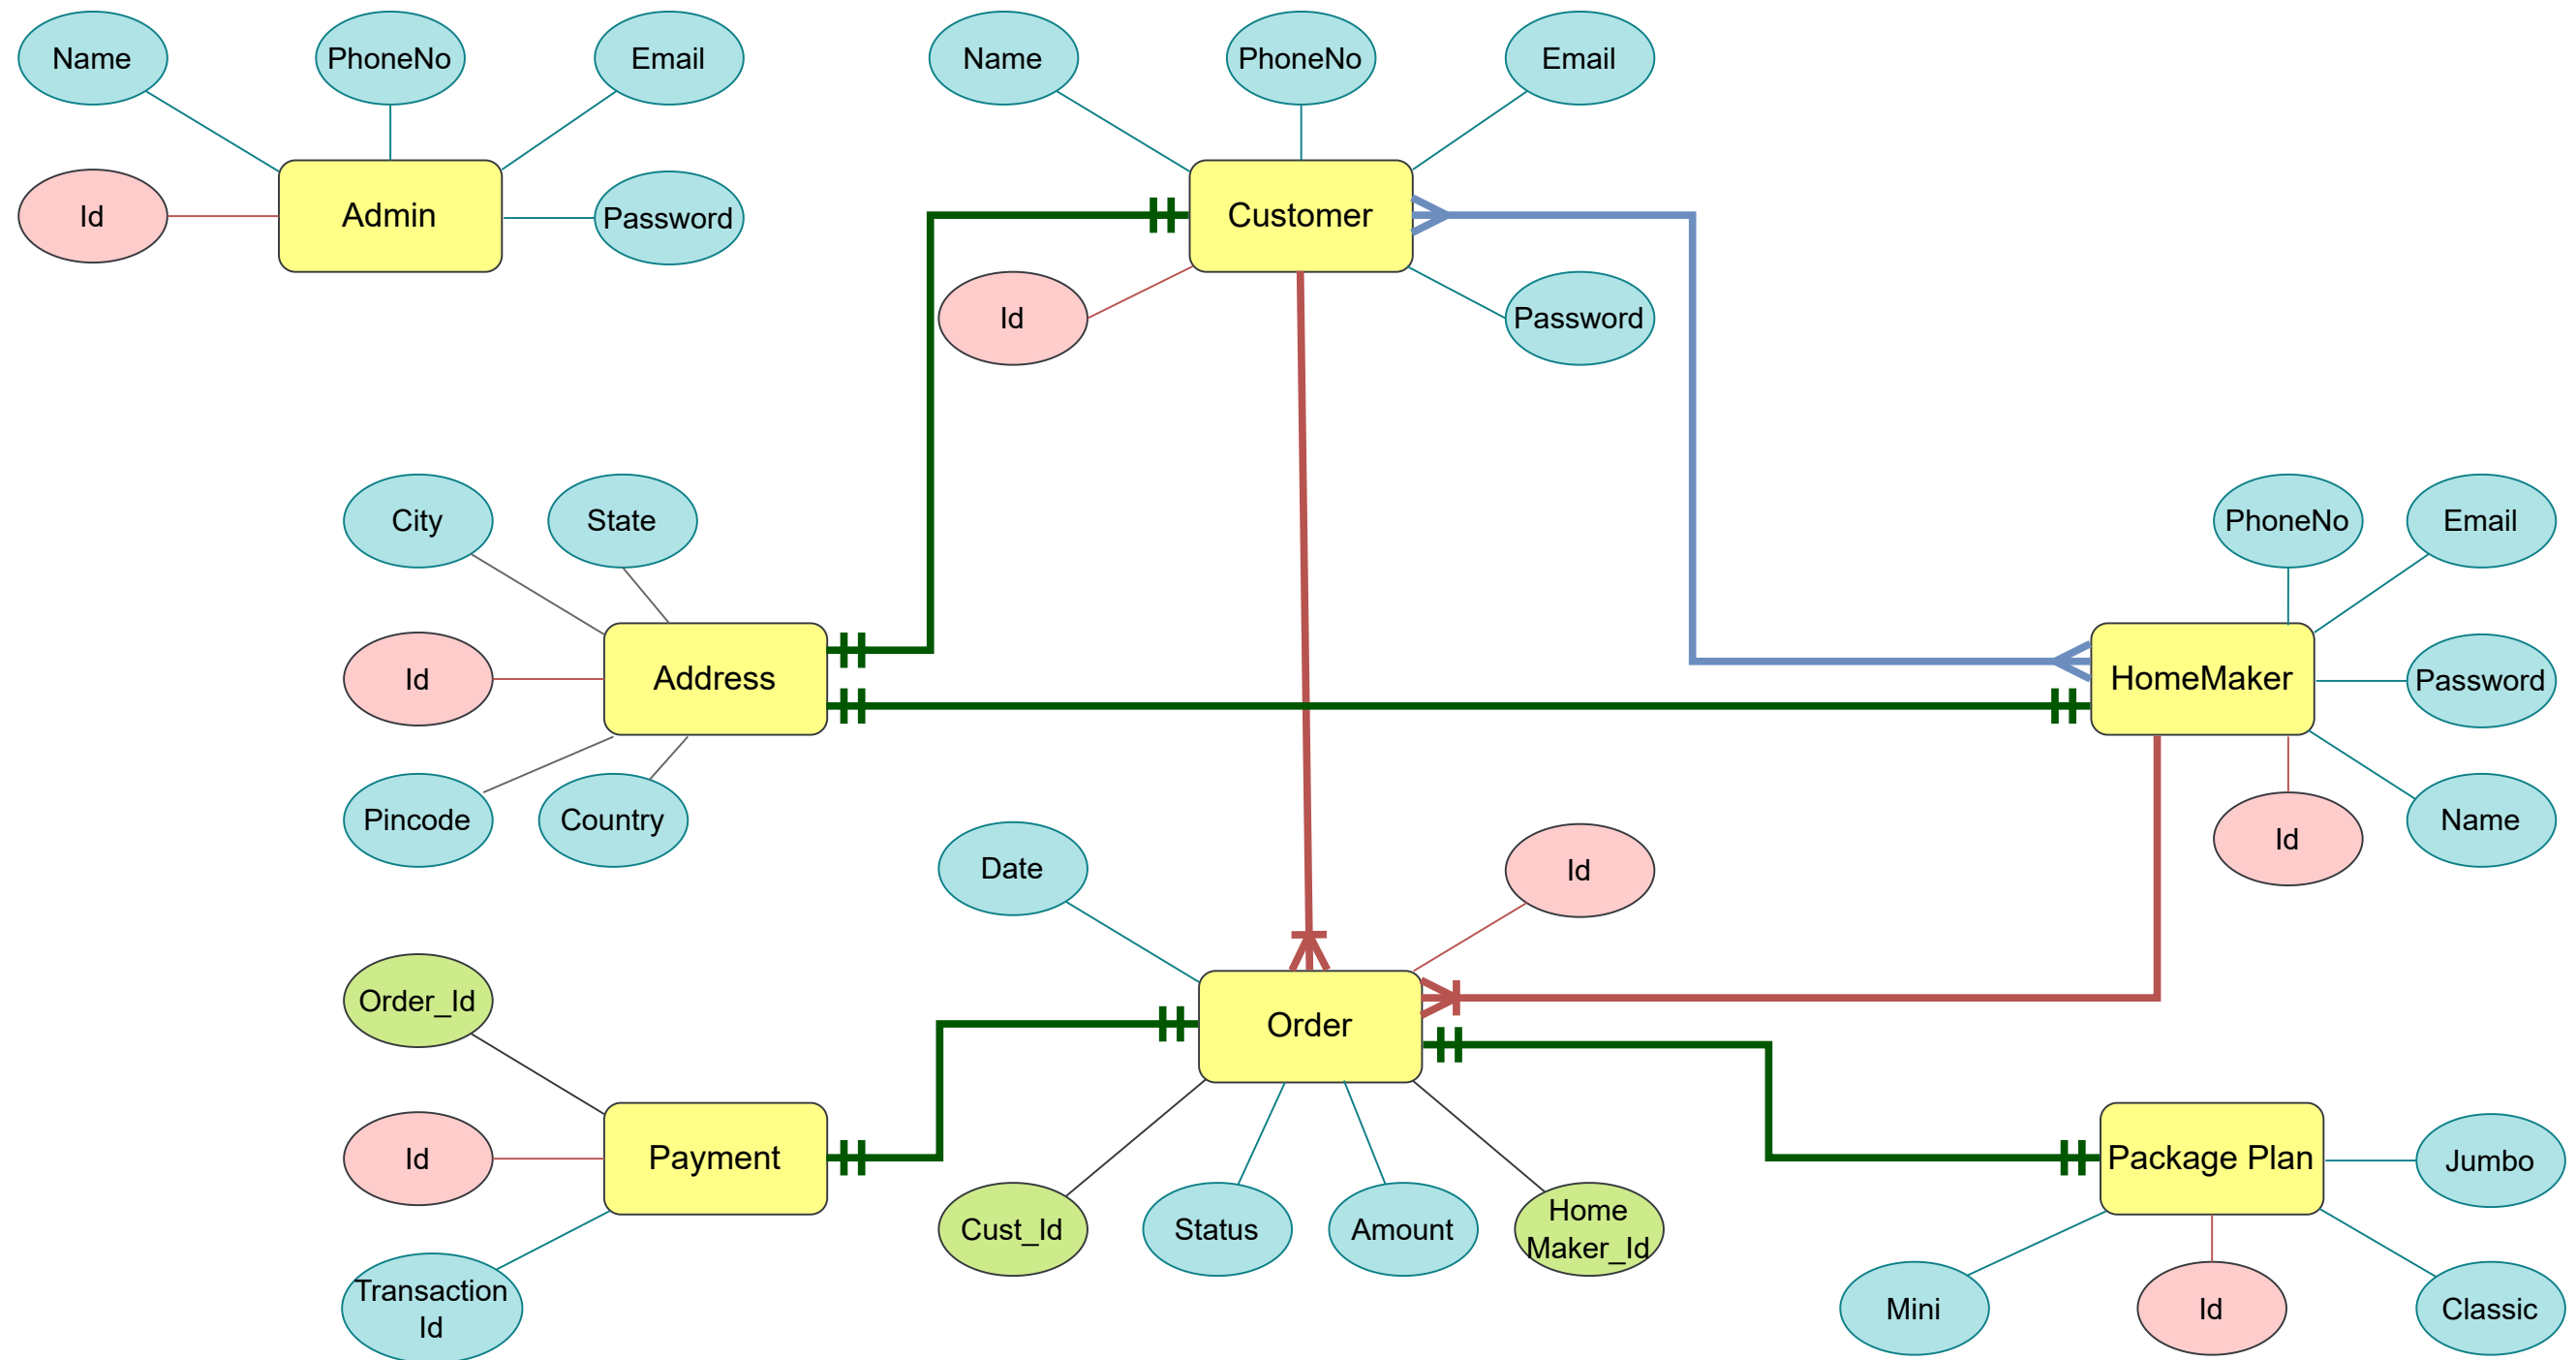 Name
PhoneNo
Email
Name
PhoneNo
Email
Id
Admin
Password
Customer
Id
Password
City
State
PhoneNo
Email
Id
Address
HomeMaker
Password
Pincode
Country
Id
Name
Date
Id
Order_Id
Order
Id
Payment
Package Plan
Jumbo
Cust_Id
Status
Amount
Home
Maker_Id
Transaction
Id
Mini
Id
Classic